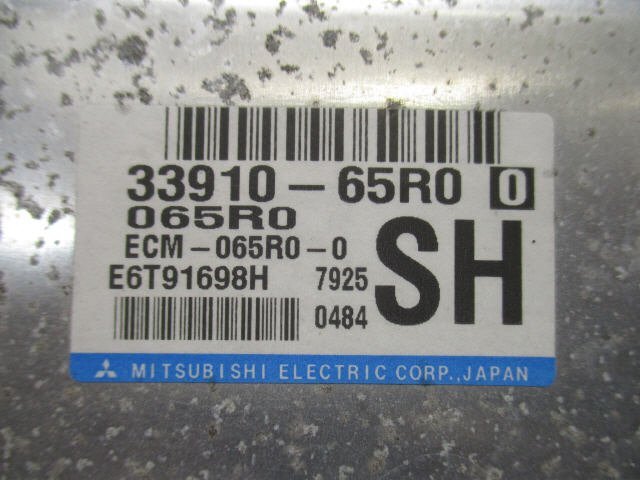 33910-65R0 0
065R0
ECM-065R0-0
SH
E6T91698H 7925
0484
MITSUBISHI ELECTRIC CORP.,JAPAN